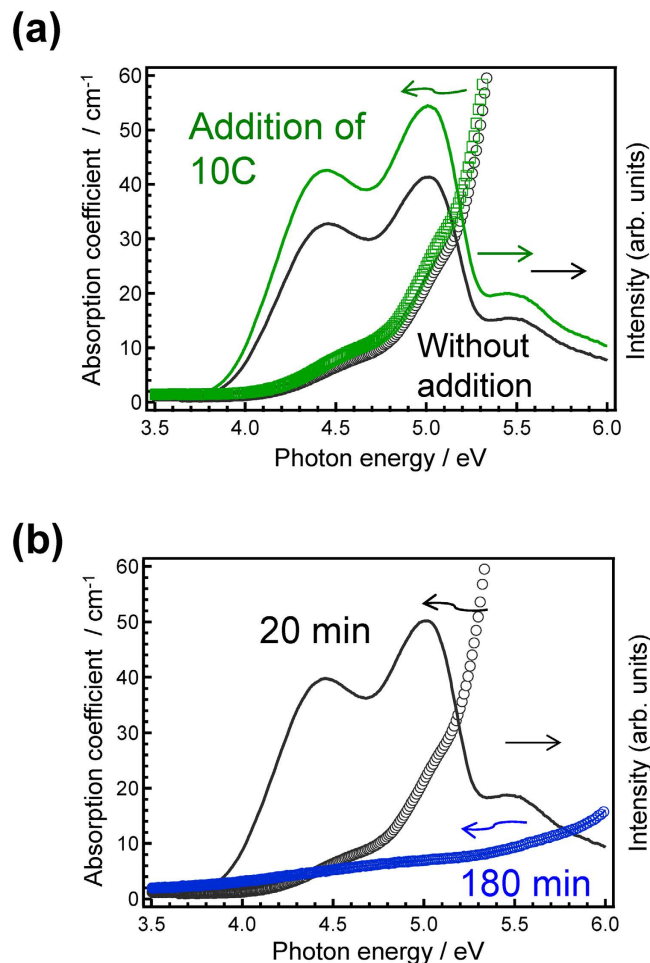 (a)
60
50
40
30
20
10
0
Absorption coefficient / cm-1
Addition of
10C
Without
addition
Intensity (arb. units)
3.5 4.0 4.5 5.0 5.5 6.0
Photon energy / eV
(b)
60
50
40
30
20
10
0
Absorption coefficient / cm-1
20 min
180 min
Intensity (arb. units)
3.5 4.0 4.5 5.0 5.5 6.0
Photon energy / eV